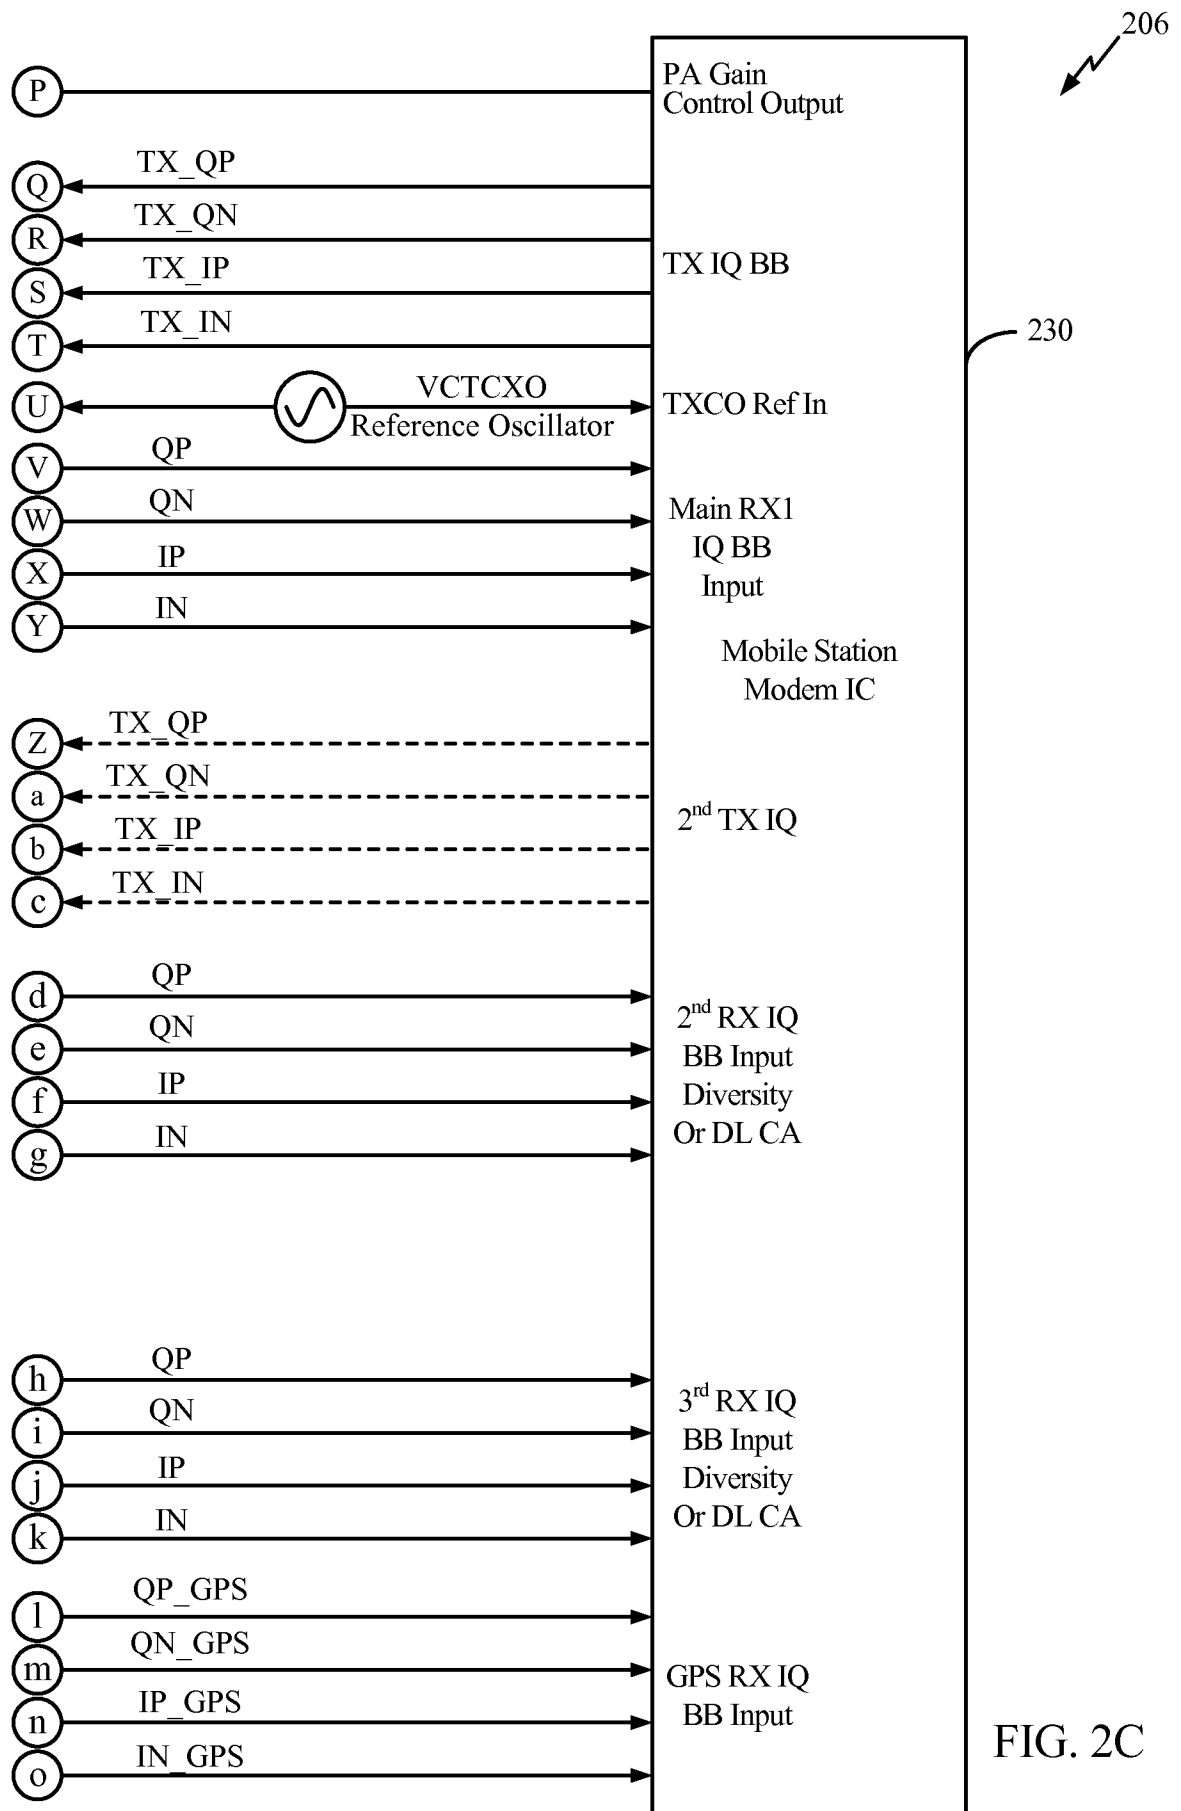 206
P
PA Gain
Control Output
Q
TX_QP
R
TX_QN
TX IQ BB
S
TX_IP
T
TX_IN
230
U
VCTCXO
Reference Oscillator
TXCO Ref In
V
QP
W
QN
Main RX1
IQ BB
Input
X
IP
Y
IN
Mobile Station
Modem IC
Z
TX_QP
a
TX_QN
2nd TX IQ
b
TX_IP
c
TX_IN
d
QP
2nd RX IQ
BB Input
Diversity
Or DL CA
e
QN
f
IP
g
IN
h
QP
3rd RX IQ
BB Input
Diversity
Or DL CA
i
QN
j
IP
k
IN
l
QP_GPS
m
QN_GPS
GPS RX IQ
BB Input
n
IP_GPS
o
IN_GPS
FIG. 2C